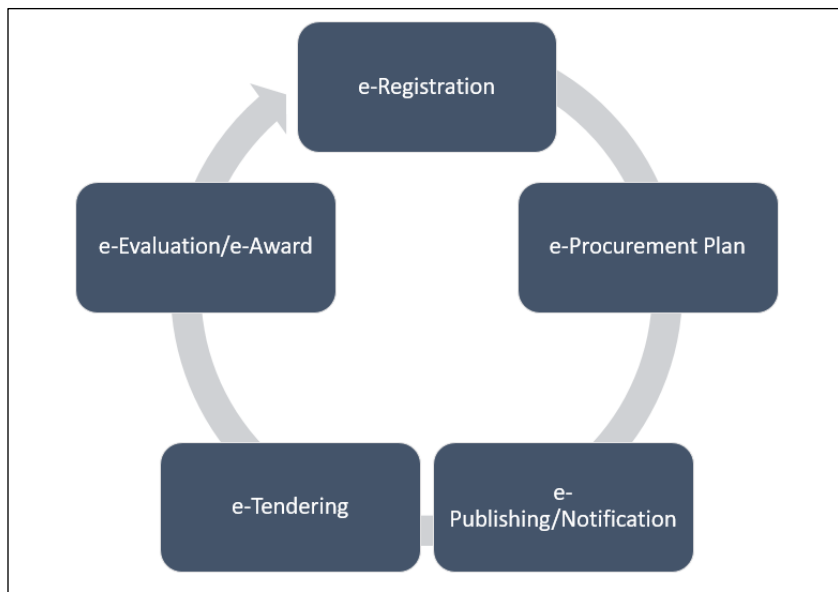 e-Registration
e-Procurement Plan
e-
Publishing/Notification
e-Tendering
e-Evaluation/e-Award